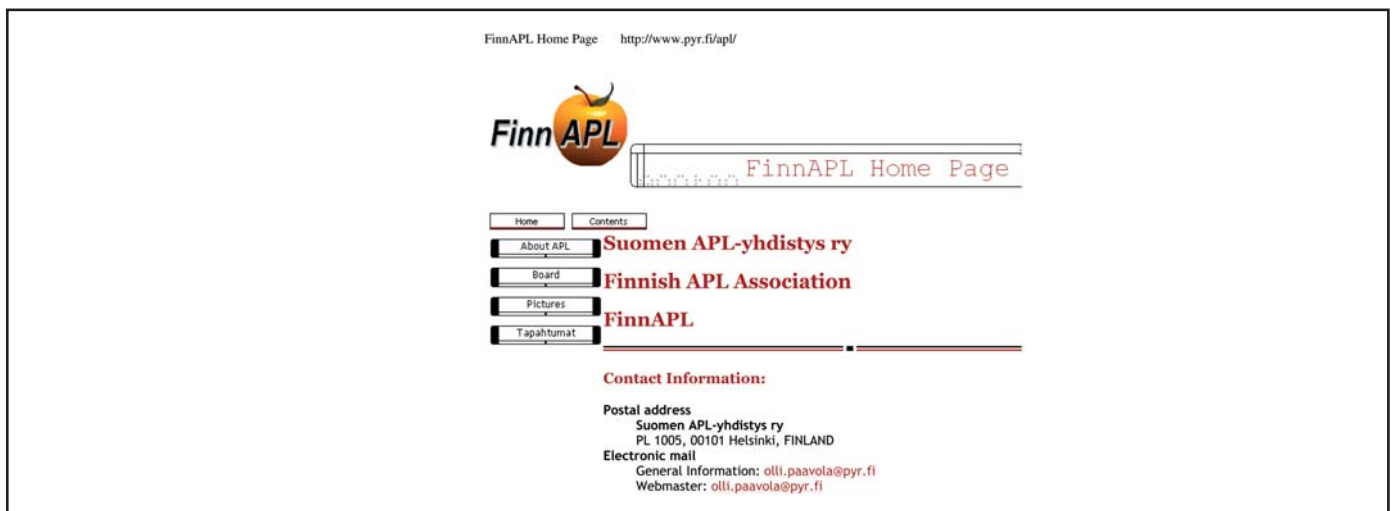 FinnAPL Home Page http://www.pyr.fi/apl/
Finn APL
FinnAPL Home Page
Home Contents
About APL
Board
Pictures
Tapahtumat
Suomen APL-yhdistys ry
Finnish APL Association
FinnAPL
Contact Information:
Postal address
Suomen APL-yhdistys ry
PL 1005, 00101 Helsinki, FINLAND
Electronic mail
General Information: olli.paavola@pyr.fi
Webmaster: olli.paavola@pyr.fi